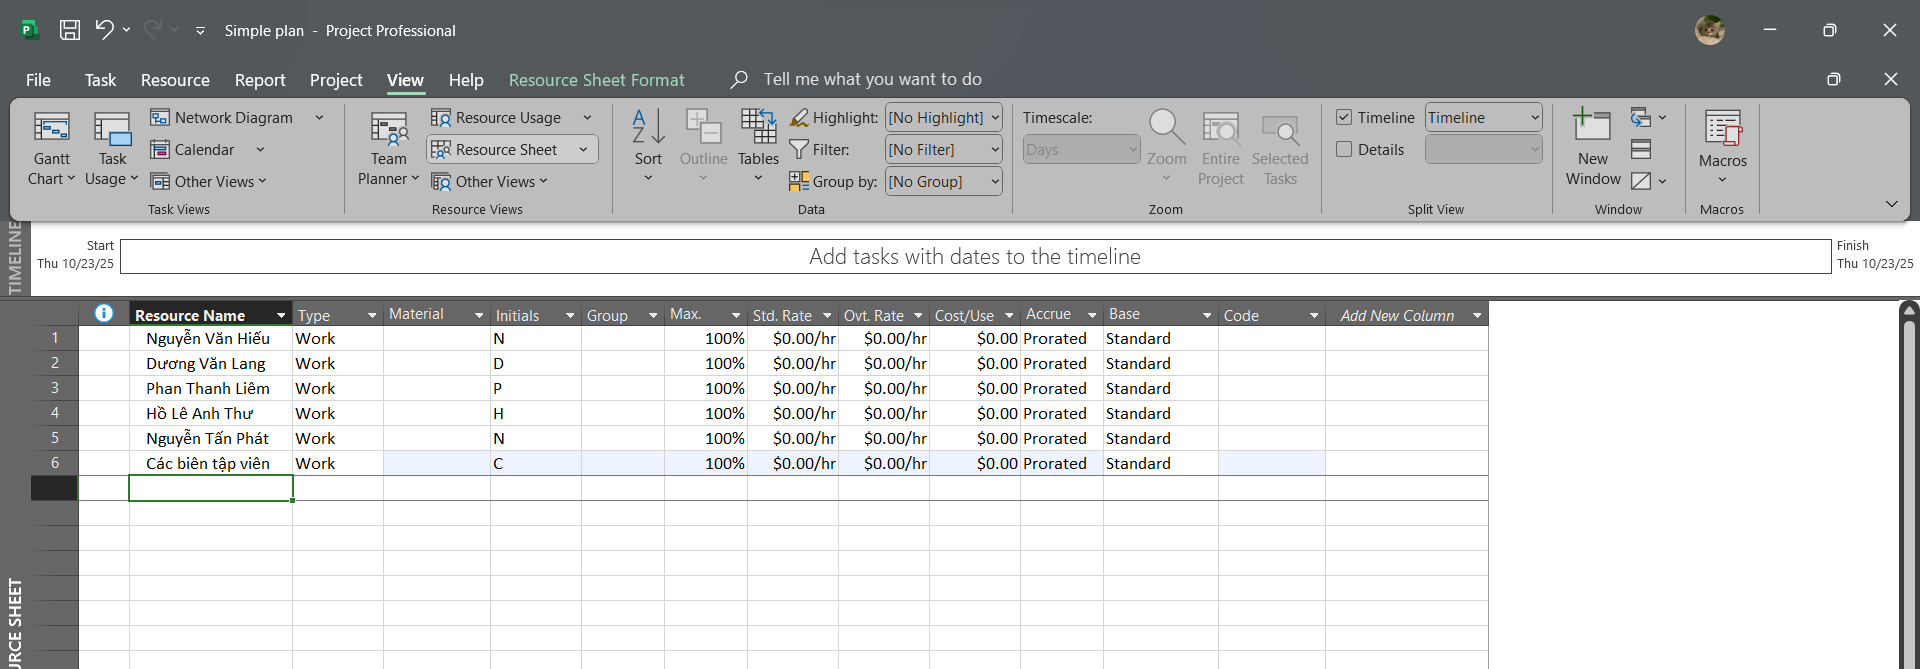 Simple plan - Project Professional
File Task Resource Report Project View Help Resource Sheet Format Tell me what you want to do
Gantt Chart
Task Usage
Network Diagram
Calendar
Other Views
Task Views
Team Planner
Resource Usage
Resource Sheet
Other Views
Resource Views
Sort
Outline
Tables
Highlight: [No Highlight]
Filter: [No Filter]
Group by: [No Group]
Data
Timescale:
Days
Zoom
Entire Project
Selected Tasks
Zoom
Timeline Timeline
Details
Split View
New Window
Window
Macros
Macros
TIMELINE
Start
Thu 10/23/25
Add tasks with dates to the timeline
Finish
Thu 10/23/25
Resource Name Type Material Initials Group Max. Std. Rate Ovt. Rate Cost/Use Accrue Base Code Add New Column
1 Nguyễn Văn Hiếu Work N 100% $0.00/hr $0.00/hr $0.00 Prorated Standard
2 Dương Văn Lang Work D 100% $0.00/hr $0.00/hr $0.00 Prorated Standard
3 Phan Thanh Liêm Work P 100% $0.00/hr $0.00/hr $0.00 Prorated Standard
4 Hồ Lê Anh Thư Work H 100% $0.00/hr $0.00/hr $0.00 Prorated Standard
5 Nguyễn Tấn Phát Work N 100% $0.00/hr $0.00/hr $0.00 Prorated Standard
6 Các biên tập viên Work C 100% $0.00/hr $0.00/hr $0.00 Prorated Standard
URCE SHEET